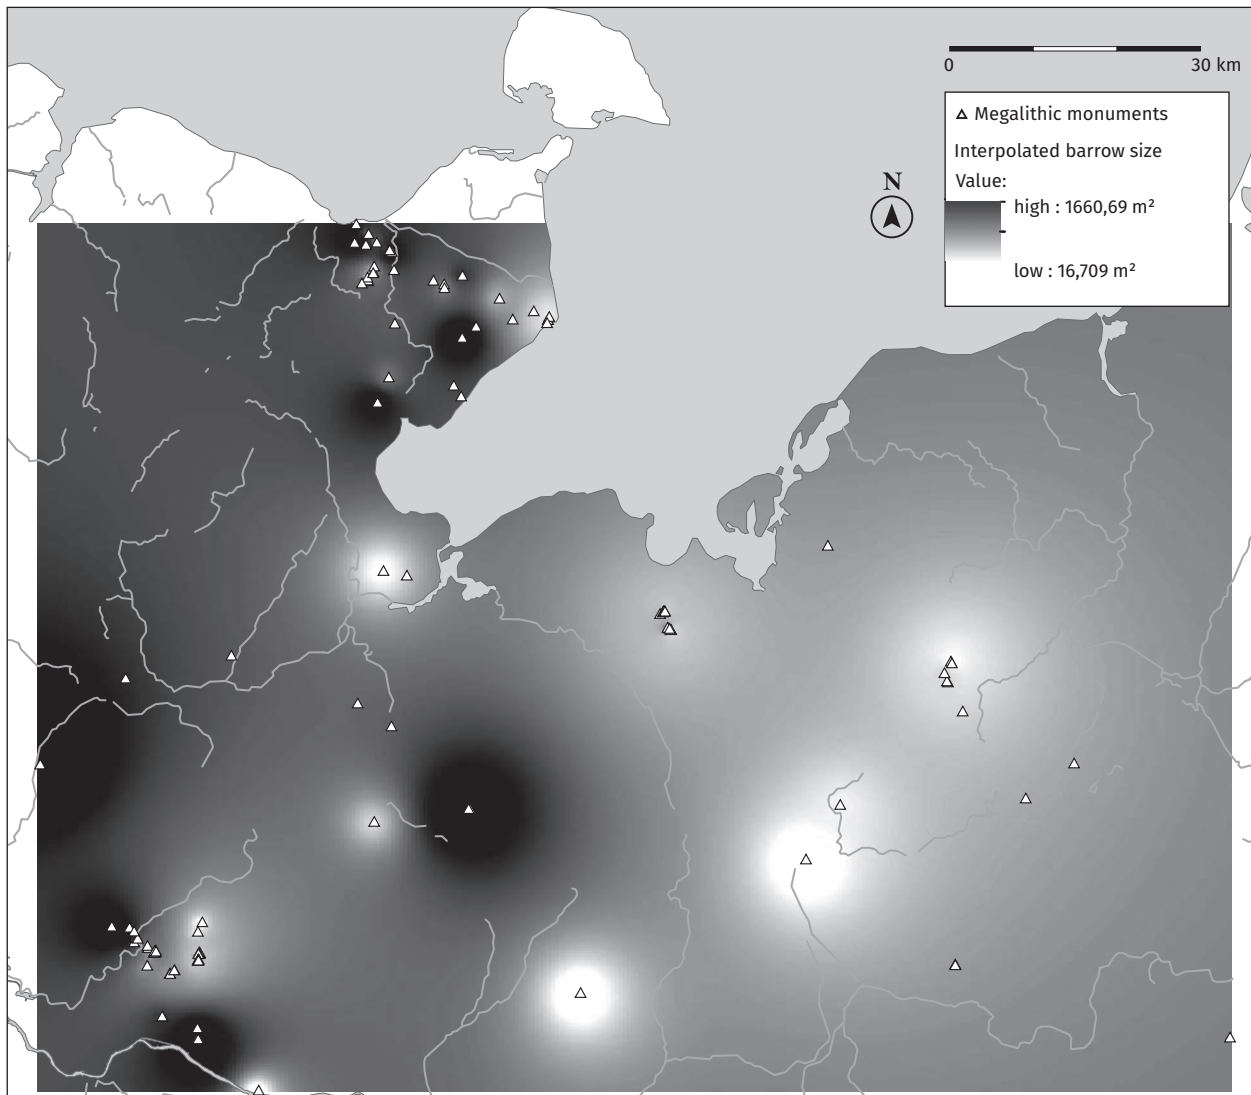 0 30 km
Megalithic monuments
Interpolated barrow size
Value:
high : 1660,69 m²
low : 16,709 m²
N